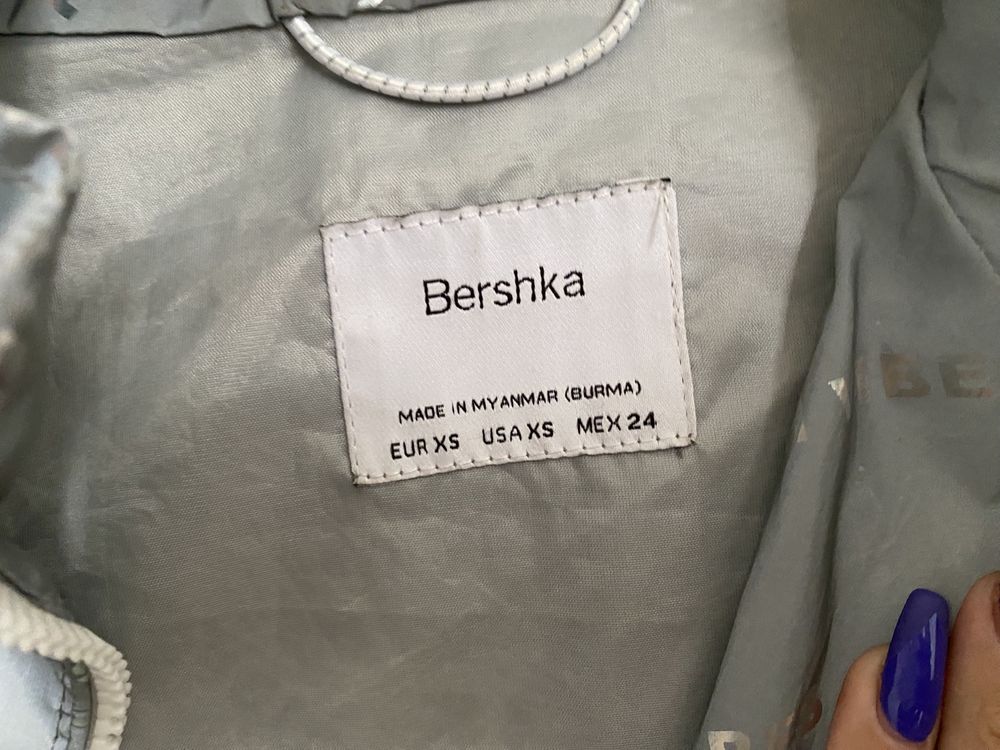 Bershka
MADE IN MYANMAR (BURMA)
EUR XS USA XS MEX 24